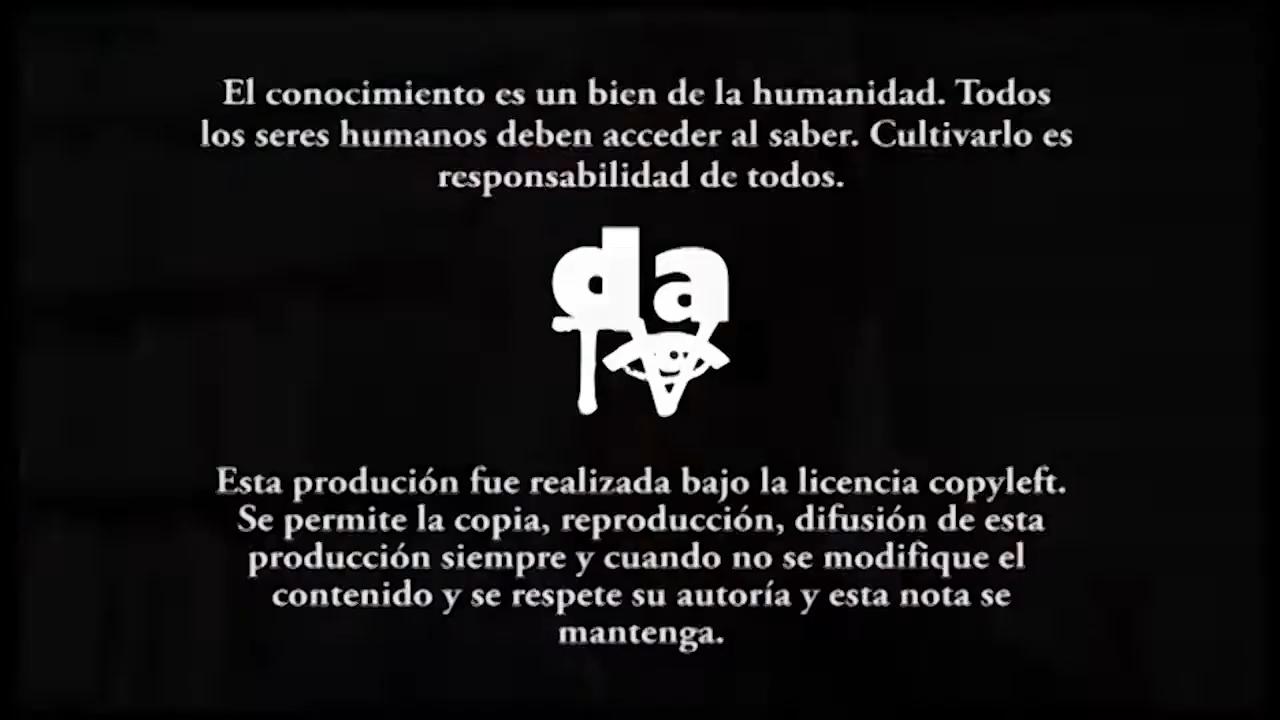 El conocimiento es un bien de la humanidad. Todos
los seres humanos deben acceder al saber. Cultivarlo es
responsabilidad de todos.
da
TV
Esta produción fue realizada bajo la licencia copyleft.
Se permite la copia, reproducción, difusión de esta
producción siempre y cuando no se modifique el
contenido y se respete su autoría y esta nota se
mantenga.